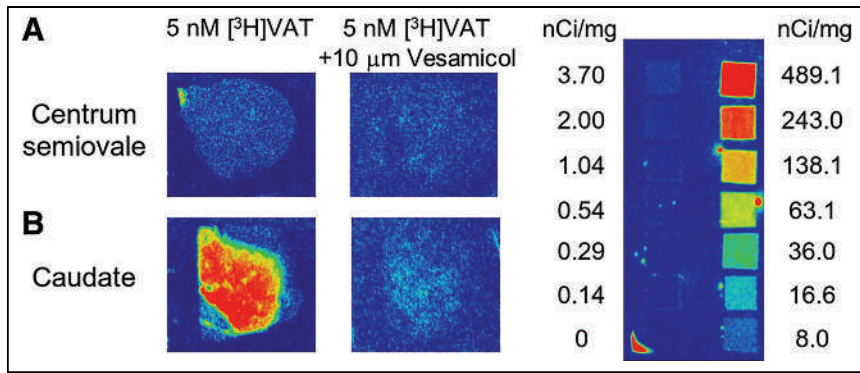 A
5 nM [³H]VAT
5 nM [³H]VAT
+10 μm Vesamicol
nCi/mg
nCi/mg
Centrum
semiovale
B
Caudate
3.70
2.00
1.04
0.54
0.29
0.14
0
489.1
243.0
138.1
63.1
36.0
16.6
8.0